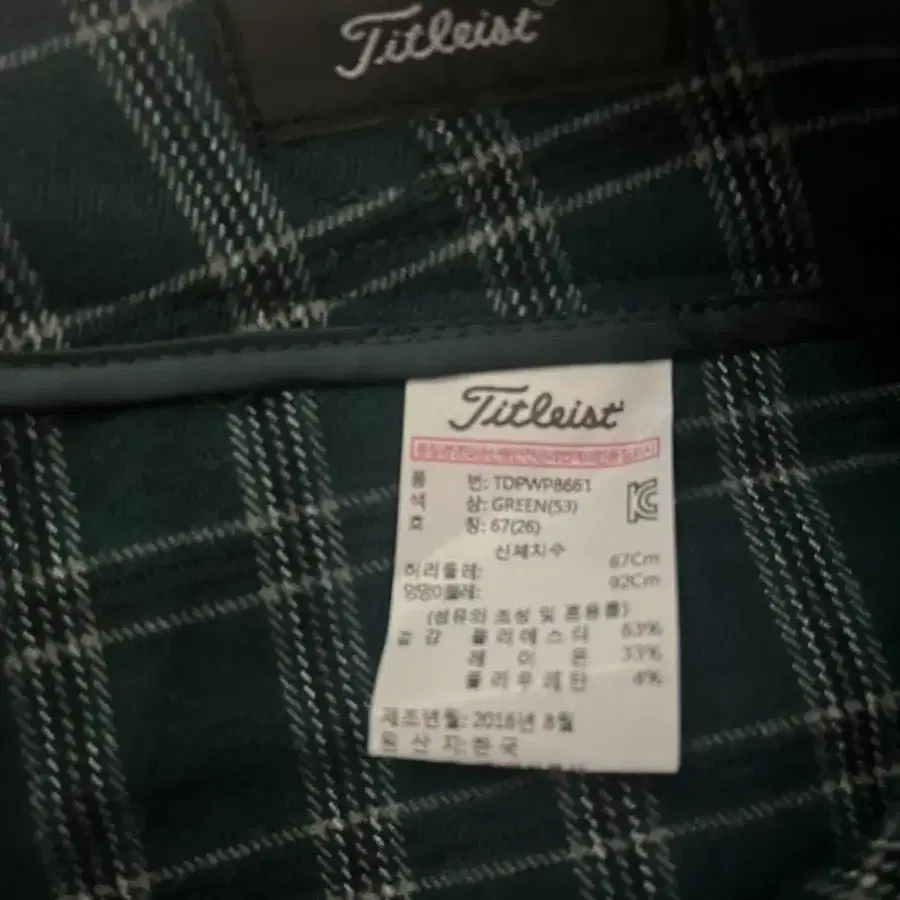 Titleist
Titleist
품 번: TDPWP8661
색 상: GREEN(53)
호 칭: 67(26)
신체치수
허리둘레: 67Cm
엉덩이둘레: 92Cm
(섬유의 조성 및 혼용률)
겉 감 폴리에스터 63%
레 이 온 33%
폴리우레탄 4%
제조년월: 2016년 8월
원 산 지: 한 국